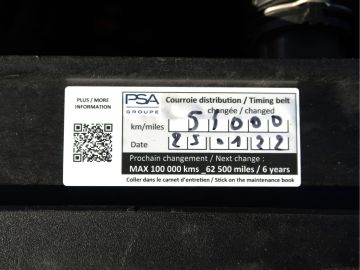 PLUS / MORE
INFORMATION
PSA
GROUPE
Courroie distribution / Timing belt
changée / changed
km/miles 51000
Date 25 01 22
Prochain changement / Next change :
MAX 100 000 kms_62 500 miles / 6 years
Coller dans le carnet d'entretien / Stick on the maintenance book